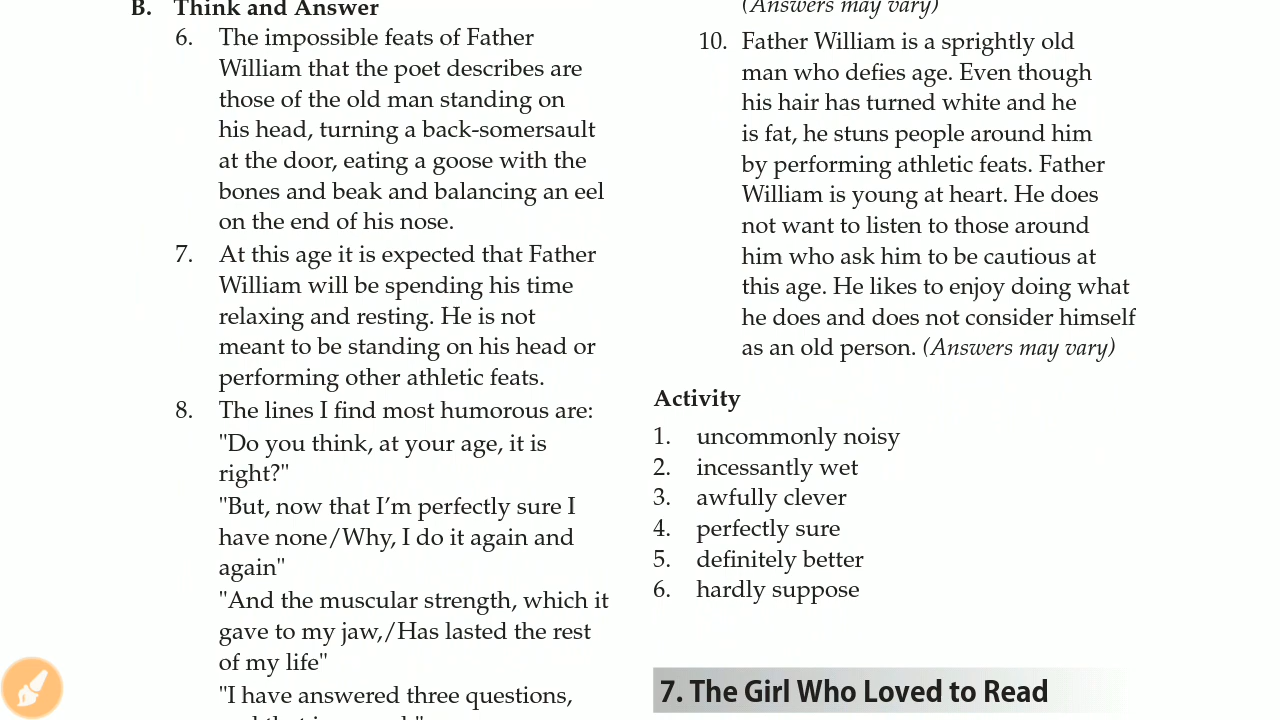 B. Think and Answer
6. The impossible feats of Father
William that the poet describes are
those of the old man standing on
his head, turning a back-somersault
at the door, eating a goose with the
bones and beak and balancing an eel
on the end of his nose.
7. At this age it is expected that Father
William will be spending his time
relaxing and resting. He is not
meant to be standing on his head or
performing other athletic feats.
8. The lines I find most humorous are:
"Do you think, at your age, it is
right?"
"But, now that I’m perfectly sure I
have none/Why, I do it again and
again"
"And the muscular strength, which it
gave to my jaw,/Has lasted the rest
of my life"
"I have answered three questions,
(Answers may vary)
10. Father William is a sprightly old
man who defies age. Even though
his hair has turned white and he
is fat, he stuns people around him
by performing athletic feats. Father
William is young at heart. He does
not want to listen to those around
him who ask him to be cautious at
this age. He likes to enjoy doing what
he does and does not consider himself
as an old person. (Answers may vary)
Activity
1. uncommonly noisy
2. incessantly wet
3. awfully clever
4. perfectly sure
5. definitely better
6. hardly suppose
7. The Girl Who Loved to Read